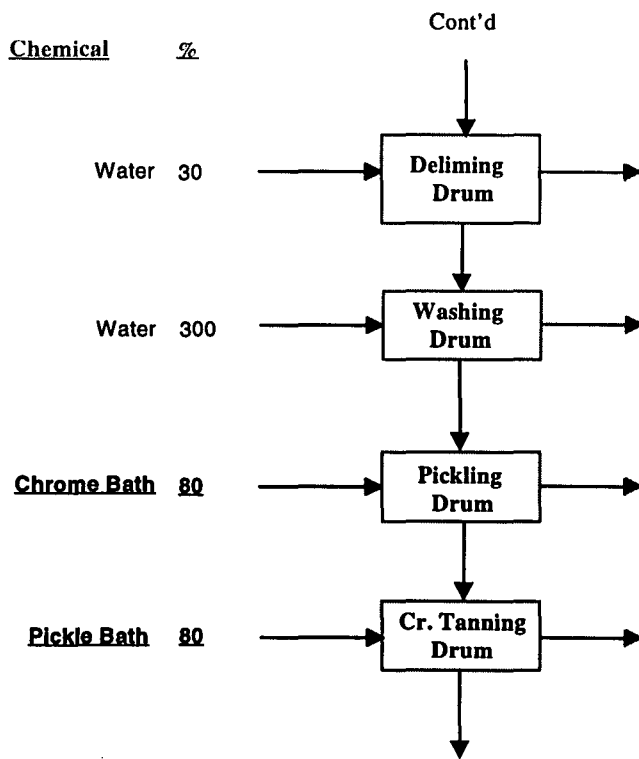 Cont'd
Chemical %
Water 30
Deliming
Drum
Water 300
Washing
Drum
Chrome Bath 80
Pickling
Drum
Pickle Bath 80
Cr. Tanning
Drum